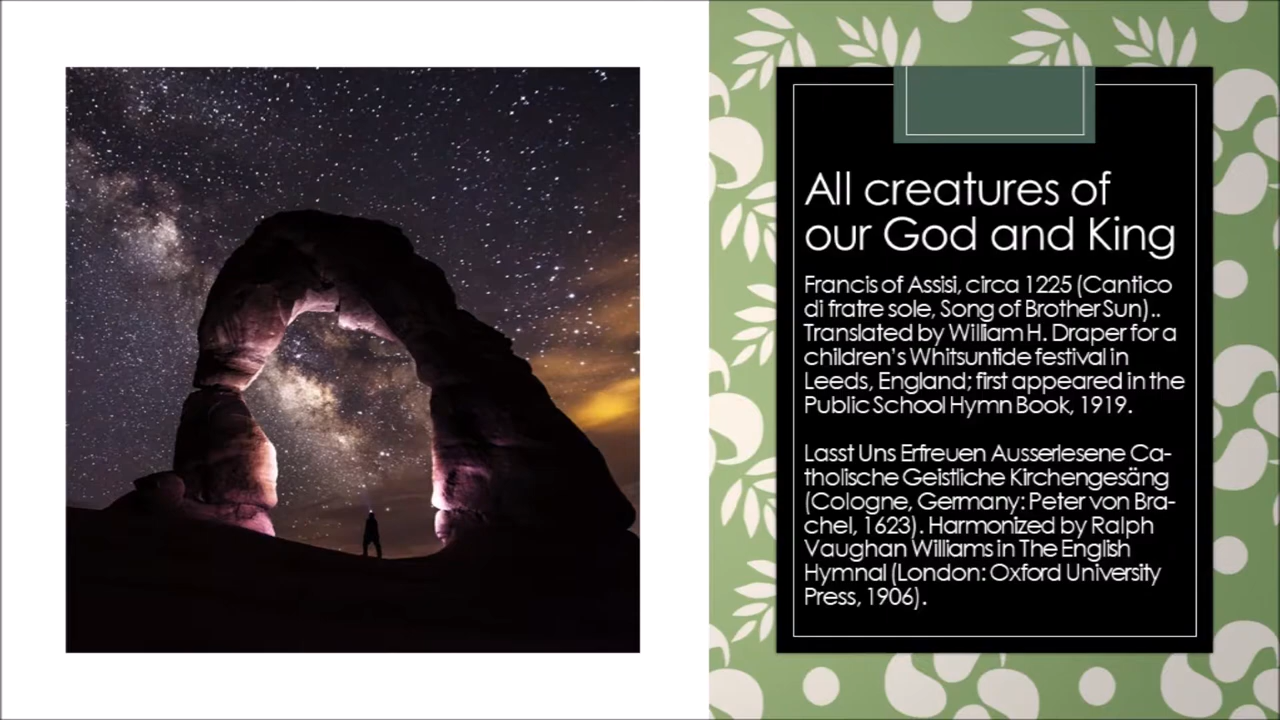 All creatures of
our God and King
Francis of Assisi, circa 1225 (Cantico
di fratre sole, Song of Brother Sun)..
Translated by William H. Draper for a
children's Whitsuntide festival in
Leeds, England; first appeared in the
Public School Hymn Book, 1919.
Lasst Uns Erfreuen Ausserlesene Ca-
tholische Geistliche Kirchengesäng
(Cologne, Germany: Peter von Bra-
chel, 1623). Harmonized by Ralph
Vaughan Williams in The English
Hymnal (London: Oxford University
Press, 1906).